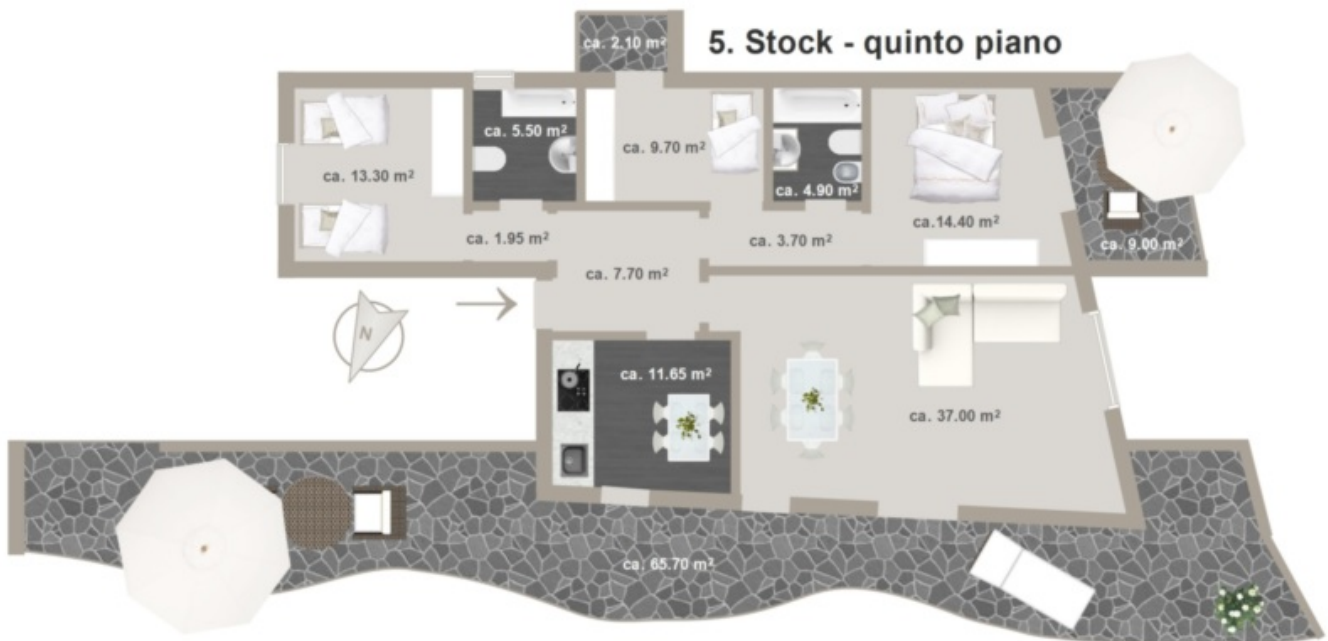 ca. 2.10 m²
5. Stock - quinto piano
ca. 5.50 m²
ca. 9.70 m²
ca. 13.30 m²
ca. 4.90 m²
ca.14.40 m²
ca. 1.95 m²
ca. 3.70 m²
ca. 9.00 m²
ca. 7.70 m²
N
ca. 11.65 m²
ca. 37.00 m²
ca. 65.70 m²